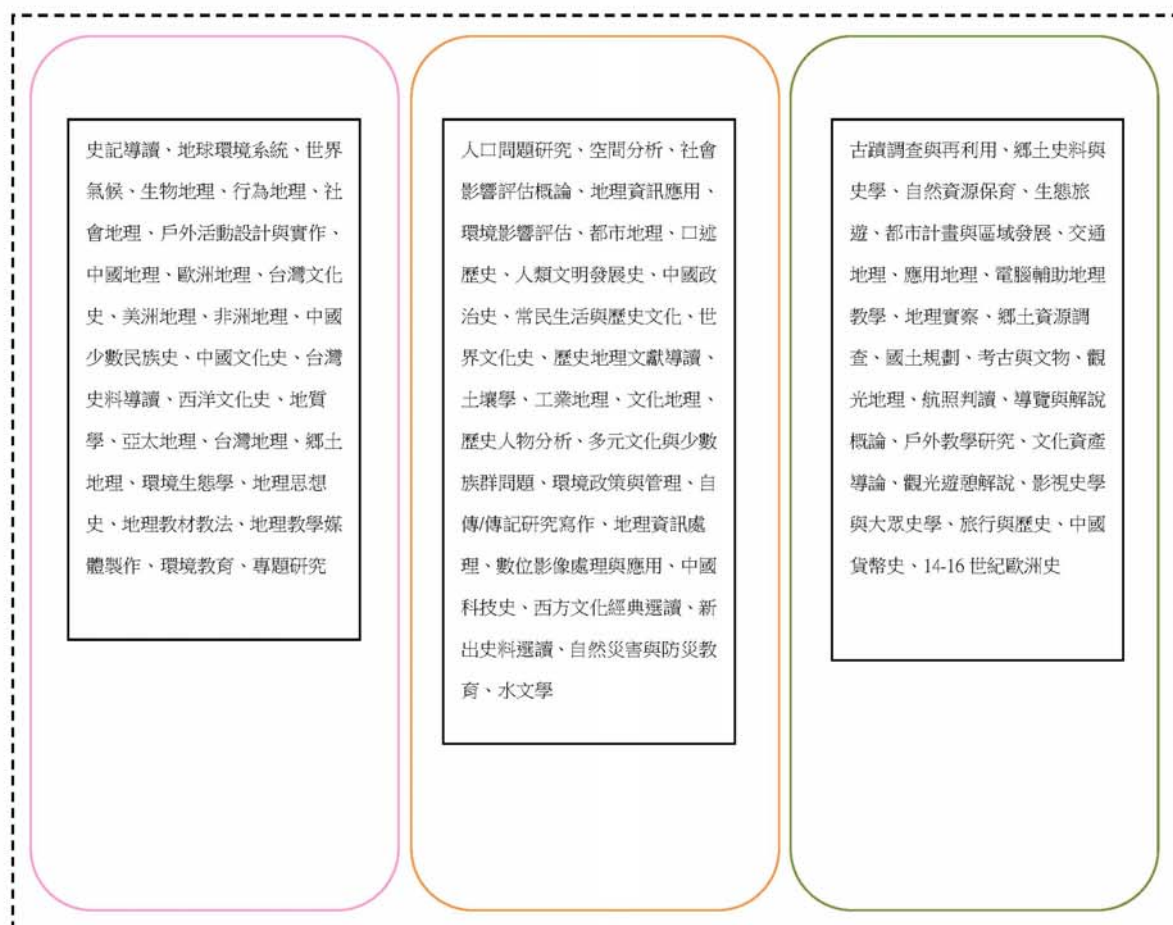 史記導讀、地球環境系統、世界
氣候、生物地理、行為地理、社
會地理、戶外活動設計與實作、
中國地理、歐洲地理、台灣文化
史、美洲地理、非洲地理、中國
少數民族史、中國文化史、台灣
史料導讀、西洋文化史、地質
學、亞太地理、台灣地理、鄉土
地理、環境生態學、地理思想
史、地理教材教法、地理教學媒
體製作、環境教育、專題研究
人口問題研究、空間分析、社會
影響評估概論、地理資訊應用、
環境影響評估、都市地理、口述
歷史、人類文明發展史、中國政
治史、常民生活與歷史文化、世
界文化史、歷史地理文獻導讀、
土壤學、工業地理、文化地理、
歷史人物分析、多元文化與少數
族群問題、環境政策與管理、自
傳/傳記研究寫作、地理資訊處
理、數位影像處理與應用、中國
科技史、西方文化經典選讀、新
出史料選讀、自然災害與防災教
育、水文學
古蹟調查與再利用、鄉土史料與
史學、自然資源保育、生態旅
遊、都市計畫與區域發展、交通
地理、應用地理、電腦輔助地理
教學、地理實察、鄉土資源調
查、國土規劃、考古與文物、觀
光地理、航照判讀、導覽與解說
概論、戶外教學研究、文化資產
導論、觀光遊憩解說、影視史學
與大眾史學、旅行與歷史、中國
貨幣史、14-16 世紀歐洲史